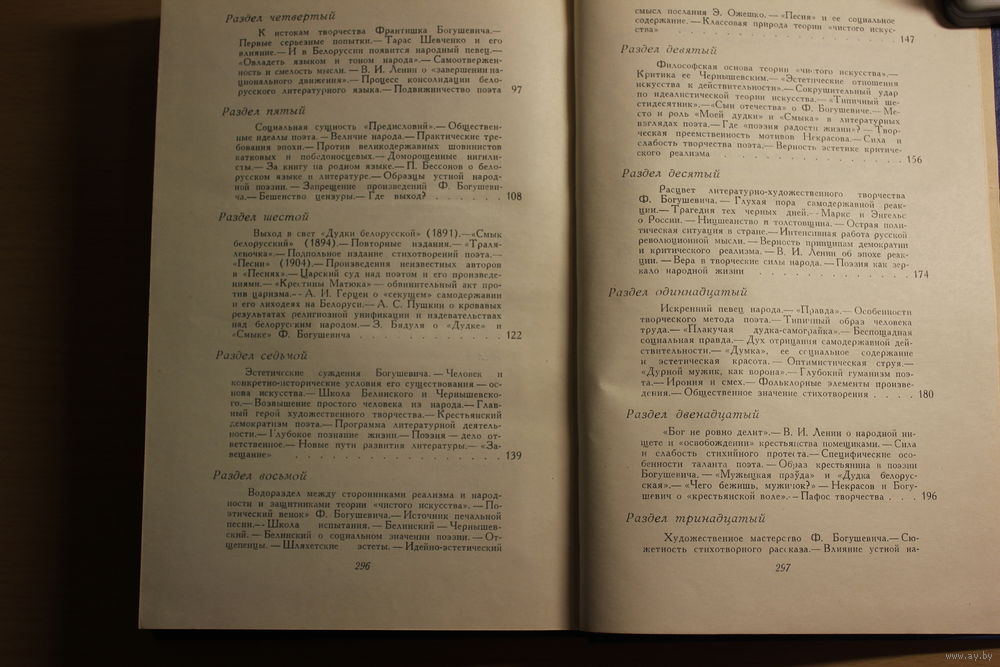 Раздел четвертый
К истокам творчества Франтишка Богушевича.—
Первые серьезные попытки.— Тарас Шевченко и его
влияние.— И в Белоруссии появится народный певец.—
«Овладеть языком и тоном народа».— Самоотвержен-
ность и смелость мысли. — В. И. Ленин о «завершении на-
ционального движения».— Процесс консолидации бело-
русского литературного языка.— Подвижничество поэта 97
Раздел пятый
Социальная сущность «Предисловий».— Обществен-
ные идеалы поэта. — Величие народа.— Практические тре-
бования эпохи.— Против великодержавных шовинистов
катковых и победоносцевых.— Доморощенные нигили-
сты.— За книгу на родном языке.— П. Бессонов о бело-
русском языке и литературе.— Образцы устной народ-
ной поэзии. — Запрещение произведений Ф. Богушеви-
ча.— Бешенство цензуры.— Где выход? . . . . . . 108
Раздел шестой
Выход в свет «Дудки белорусской» (1891).— «Смык
белорусский» (1894).— Повторные издания.— «Траля-
леночка».— Подпольное издание стихотворений поэта.—
«Песни» (1904).— Произведения неизвестных авторов
в «Песнях».— Царский суд над поэтом и его произведе-
ниями.— «Крестины Матюка» — обвинительный акт про-
тив царизма.— А. И. Герцен о «секущем» самодержавии
и его лиходеях на Белоруси.— А. С. Пушкин о кровавых
результатах религиозной унификации и издевательствах
над белорусским народом.— З. Бядуля о «Дудке» и
«Смыке» Ф. Богушевича . . . . . . . . . . . 122
Раздел седьмой
Эстетические суждения Богушевича. — Человек и
конкретно-исторические условия его существования — ос-
нова искусства.— Школа Белинского и Чернышевско-
го.— Возвышение простого человека из народа.— Глав-
ный герой художественного творчества.— Крестьянский
демократизм поэта.— Программа литературной деятель-
ности.— Глубокое познание жизни.— Поэзия — дело от-
ветственное.— Новые пути развития литературы.— «За-
вещание» . . . . . . . . . . . . . . . 139
Раздел восьмой
Водораздел между сторонниками реализма и народ-
ности и защитниками теории «чистого искусства». — По-
этический венок» Ф. Богушевича.— Источник печальной
песни.— Школа испытания. — Белинский — Чернышев-
ский. — Белинский о социальном значении поэзии. — От-
щепенцы. — Шляхетские эстеты. — Идейно-эстетический
296
смысл послания Э. Ожешко. — «Песня» и ее социальное
содержание. — Классовая природа теории «чистого искус-
ства» . . . . . . . . . . . . . . . . 147
Раздел девятый
Философская основа теории «чистого искусства».—
Критика ее Чернышевским. — «Эстетические отношения
искусства к действительности».— Сокрушительный удар
по идеалистической теории искусства.— «Типичный ше-
стидесятник».— «Сын отечества» о Ф. Богушевиче.— Ме-
сто и роль «Моей дудки» и «Смыка» в литературных
взглядах поэта.— Где «поэзия радости жизни»? — Твор-
ческая преемственность мотивов Некрасова.— Сила и
слабость творчества поэта.— Верность эстетике критиче-
ского реализма . . . . . . . . . . . . . 156
Раздел десятый
Расцвет литературно-художественного творчества
Ф. Богушевича. — Глухая пора самодержавной реак-
ции.— Трагедия тех черных дней.— Маркс и Энгельс
о России. — Ницшеанство и толстовщина. — Острая поли-
тическая ситуация в стране.— Интенсивная работа русской
революционной мысли. — Верность принципам демократии
и критического реализма. — В. И. Ленин об эпохе реак-
ции. — Вера в творческие силы народа.— Поэзия как зер-
кало народной жизни . . . . . . . . . . . . 174
Раздел одиннадцатый
Искренний певец народа.— «Правда».— Особенности
творческого метода поэта.— Типичный образ человека
труда.— «Плакучая дудка-самограйка».— Беспощадная
социальная правда.— Дух отрицания самодержавной дей-
ствительности.— «Думка», ее социальное содержание
и эстетическая красота. — Оптимистическая струя.—
«Дурной мужик, как ворона».— Глубокий гуманизм поэ-
та.— Ирония и смех.— Фольклорные элементы произве-
дения.— Общественное значение стихотворения . . . . 180
Раздел двенадцатый
«Бог не ровно делит».— В. И. Ленин о народной ни-
щете и «освобождении» крестьянства помещиками.— Сила
и слабость стихийного протеста.— Специфические осо-
бенности таланта поэта. — Образ крестьянина в поэзии
Богушевича. — «Мужыцкая праўда» и «Дудка белорус-
ская».— «Чего бежишь, мужичок?» — Некрасов и Богу-
шевич о «крестьянской воле».— Пафос творчества . . . 196
Раздел тринадцатый
Художественное мастерство Ф. Богушевича.— Сю-
жетность стихотворного рассказа.— Влияние устной на-
297
www.ay.by